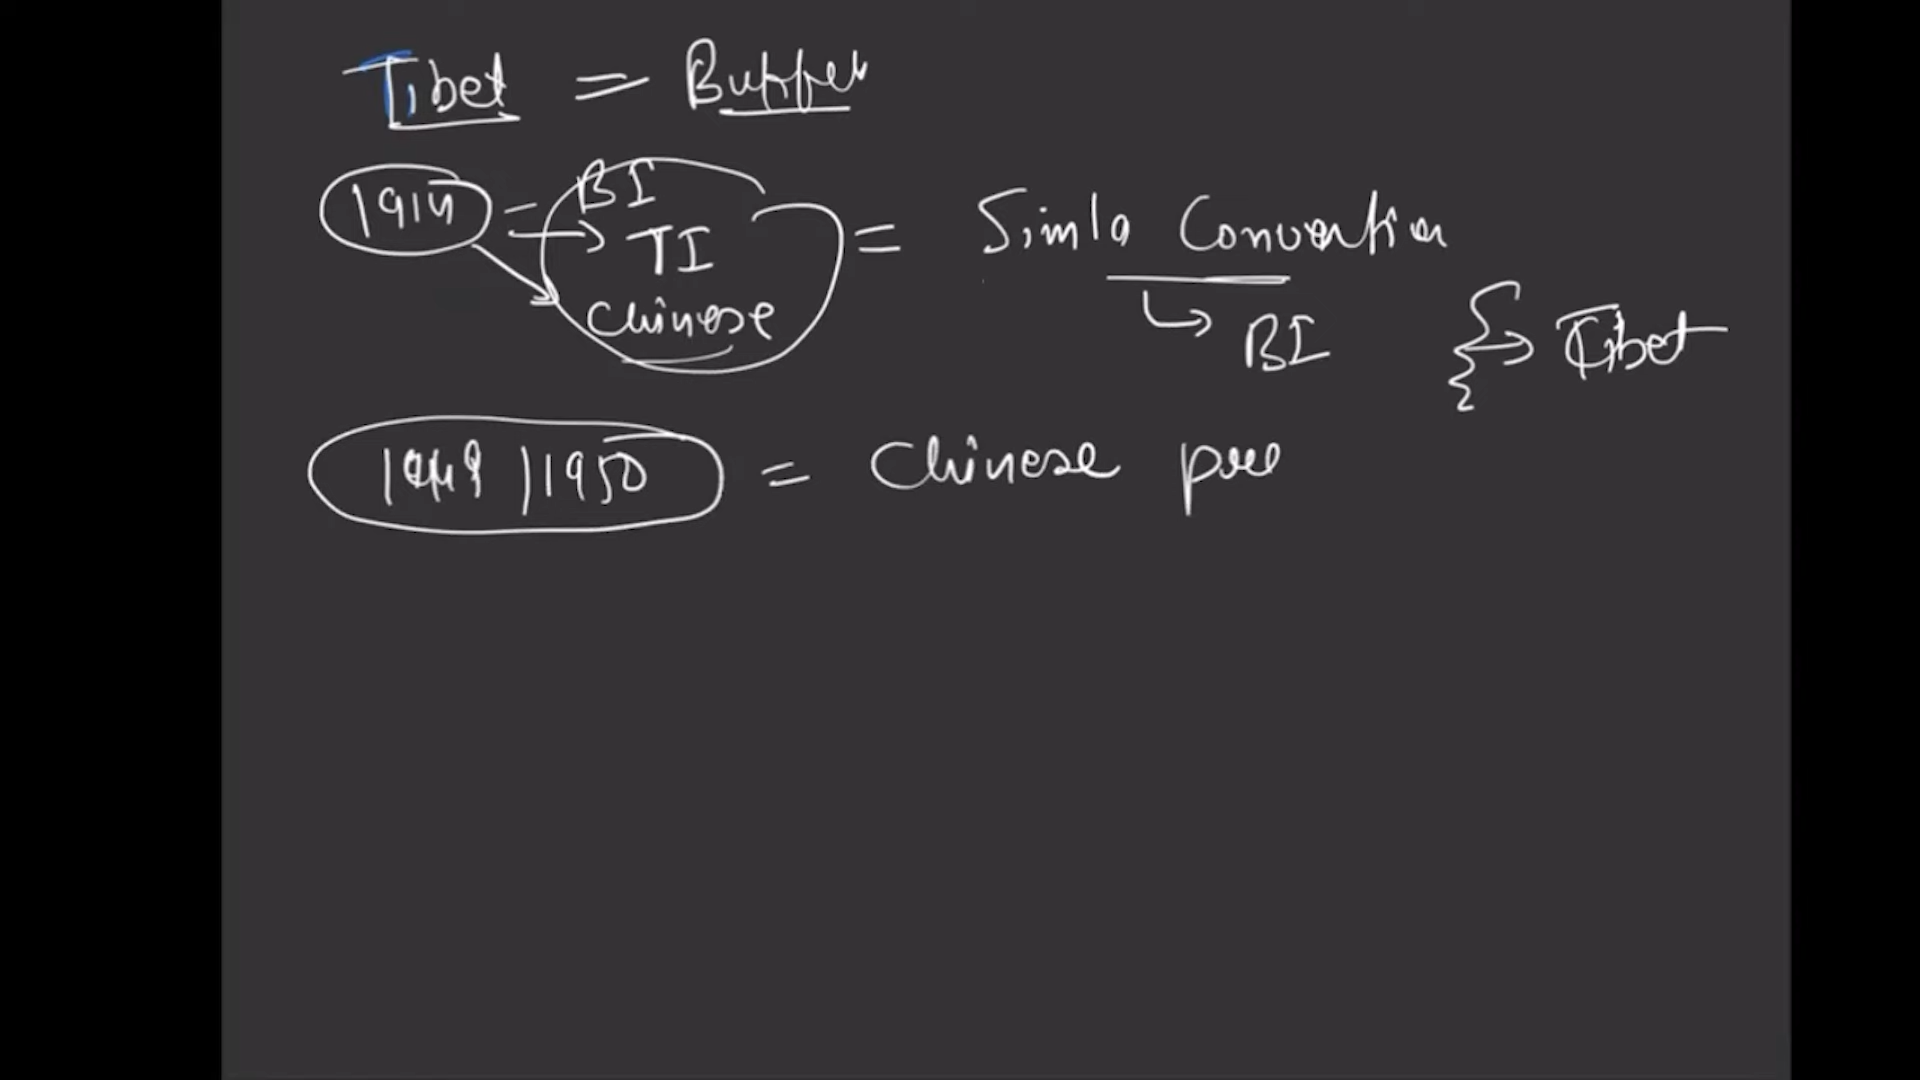 Tibet = Buffer
1914 = BI
→ TI
Chinese
= Simla Convention
↳ BI } → Tibet
1949 | 1950 = Chinese pre